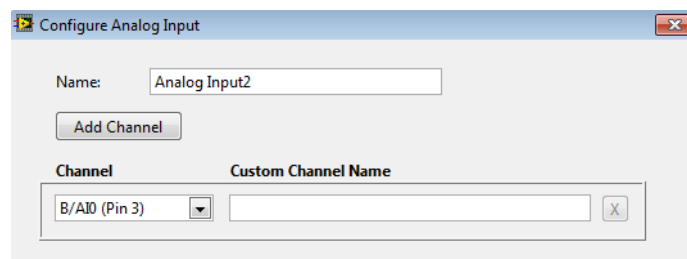 Configure Analog Input
Name: Analog Input2
Add Channel
Channel Custom Channel Name
B/AI0 (Pin 3) X